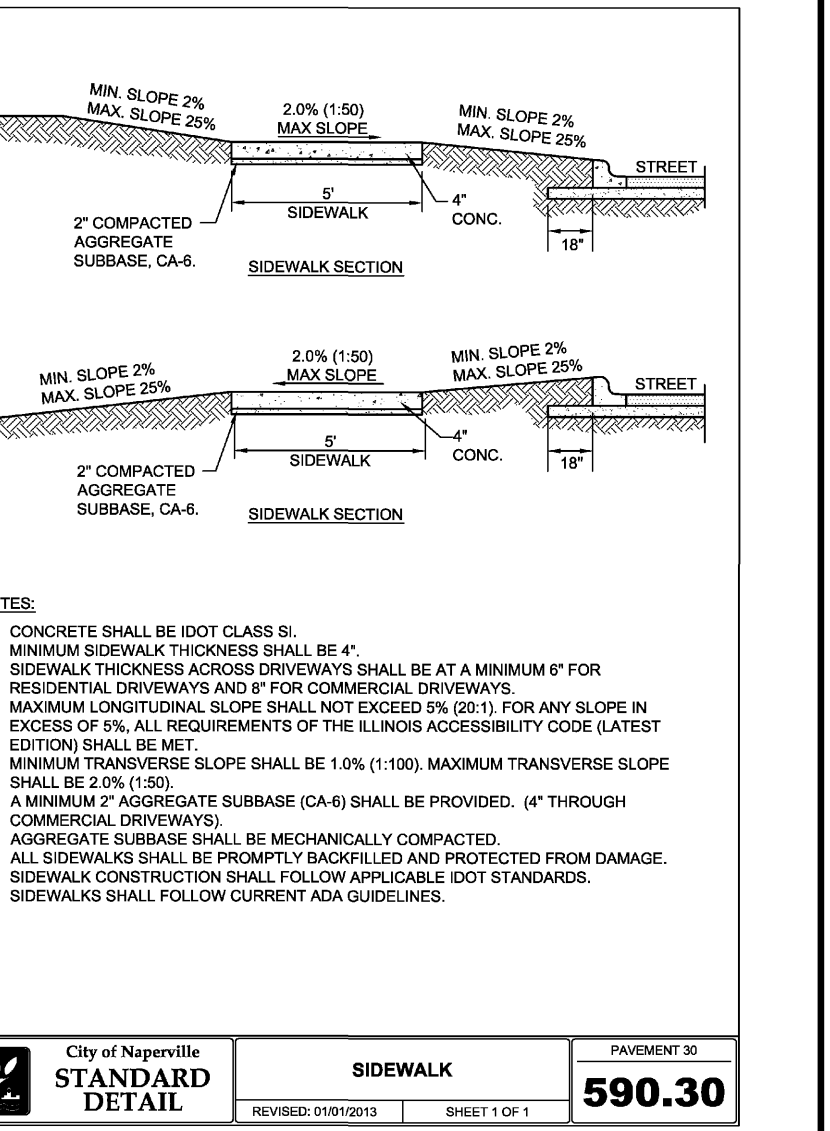 MIN. SLOPE 2%
MAX. SLOPE 25%
2.0% (1:50)
MAX SLOPE
MIN. SLOPE 2%
MAX. SLOPE 25%
STREET
5'
SIDEWALK
4"
CONC.
18"
2" COMPACTED
AGGREGATE
SUBBASE, CA-6.
SIDEWALK SECTION
MIN. SLOPE 2%
MAX. SLOPE 25%
2.0% (1:50)
MAX SLOPE
MIN. SLOPE 2%
MAX. SLOPE 25%
STREET
5'
SIDEWALK
4"
CONC.
18"
2" COMPACTED
AGGREGATE
SUBBASE, CA-6.
SIDEWALK SECTION
TES:
CONCRETE SHALL BE IDOT CLASS SI.
MINIMUM SIDEWALK THICKNESS SHALL BE 4".
SIDEWALK THICKNESS ACROSS DRIVEWAYS SHALL BE AT A MINIMUM 6" FOR
RESIDENTIAL DRIVEWAYS AND 8" FOR COMMERCIAL DRIVEWAYS.
MAXIMUM LONGITUDINAL SLOPE SHALL NOT EXCEED 5% (20:1). FOR ANY SLOPE IN
EXCESS OF 5%, ALL REQUIREMENTS OF THE ILLINOIS ACCESSIBILITY CODE (LATEST
EDITION) SHALL BE MET.
MINIMUM TRANSVERSE SLOPE SHALL BE 1.0% (1:100). MAXIMUM TRANSVERSE SLOPE
SHALL BE 2.0% (1:50).
A MINIMUM 2" AGGREGATE SUBBASE (CA-6) SHALL BE PROVIDED. (4" THROUGH
COMMERCIAL DRIVEWAYS).
AGGREGATE SUBBASE SHALL BE MECHANICALLY COMPACTED.
ALL SIDEWALKS SHALL BE PROMPTLY BACKFILLED AND PROTECTED FROM DAMAGE.
SIDEWALK CONSTRUCTION SHALL FOLLOW APPLICABLE IDOT STANDARDS.
SIDEWALKS SHALL FOLLOW CURRENT ADA GUIDELINES.
City of Naperville
STANDARD
DETAIL
SIDEWALK
REVISED: 01/01/2013
SHEET 1 OF 1
PAVEMENT 30
590.30